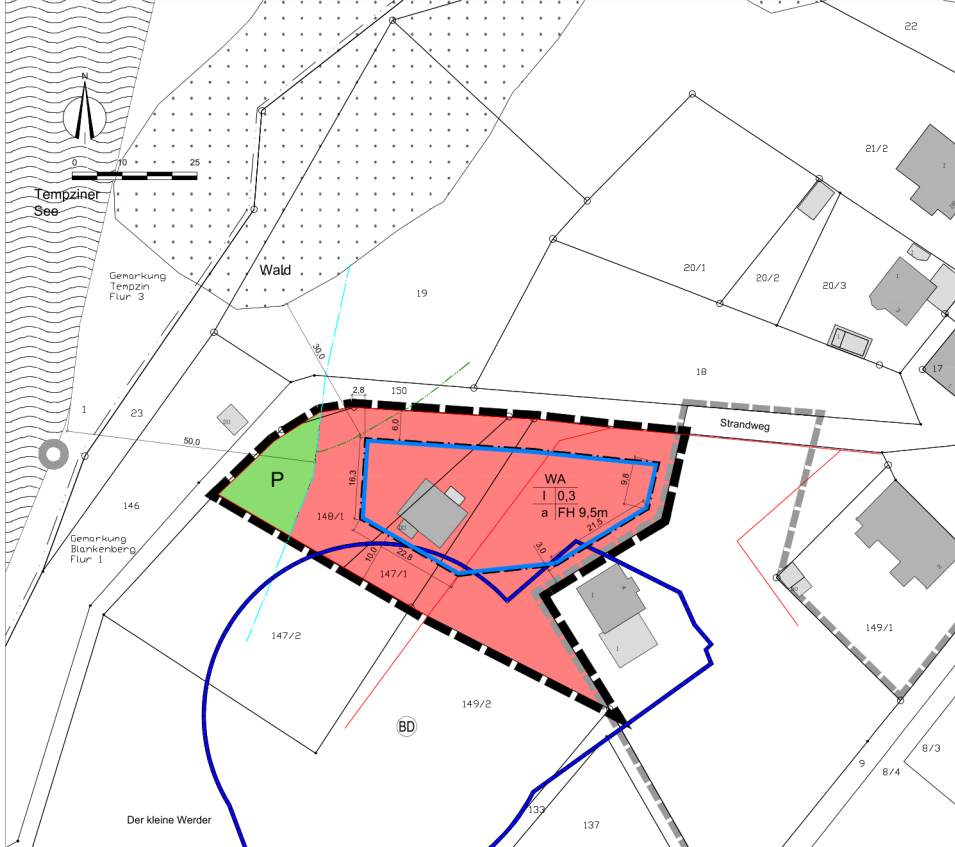 22
N
21/2
0 10 25
Tempziner
See
Wald
Gemarkung
Tempzin
Flur 3
20/1
20/2
20/3
19
30,0
18
17
2,8
150
1
23
Strandweg
6,0
50,0
P
16,3
WA
I 0,3
a FH 9,5m
9,8
21,5
148/1
146
Gemarkung
Blankenberg
Flur 1
10,0
22,8
3,0
147/1
147/2
149/1
149/2
BD
8/3
9
8/4
Der kleine Werder
133
137